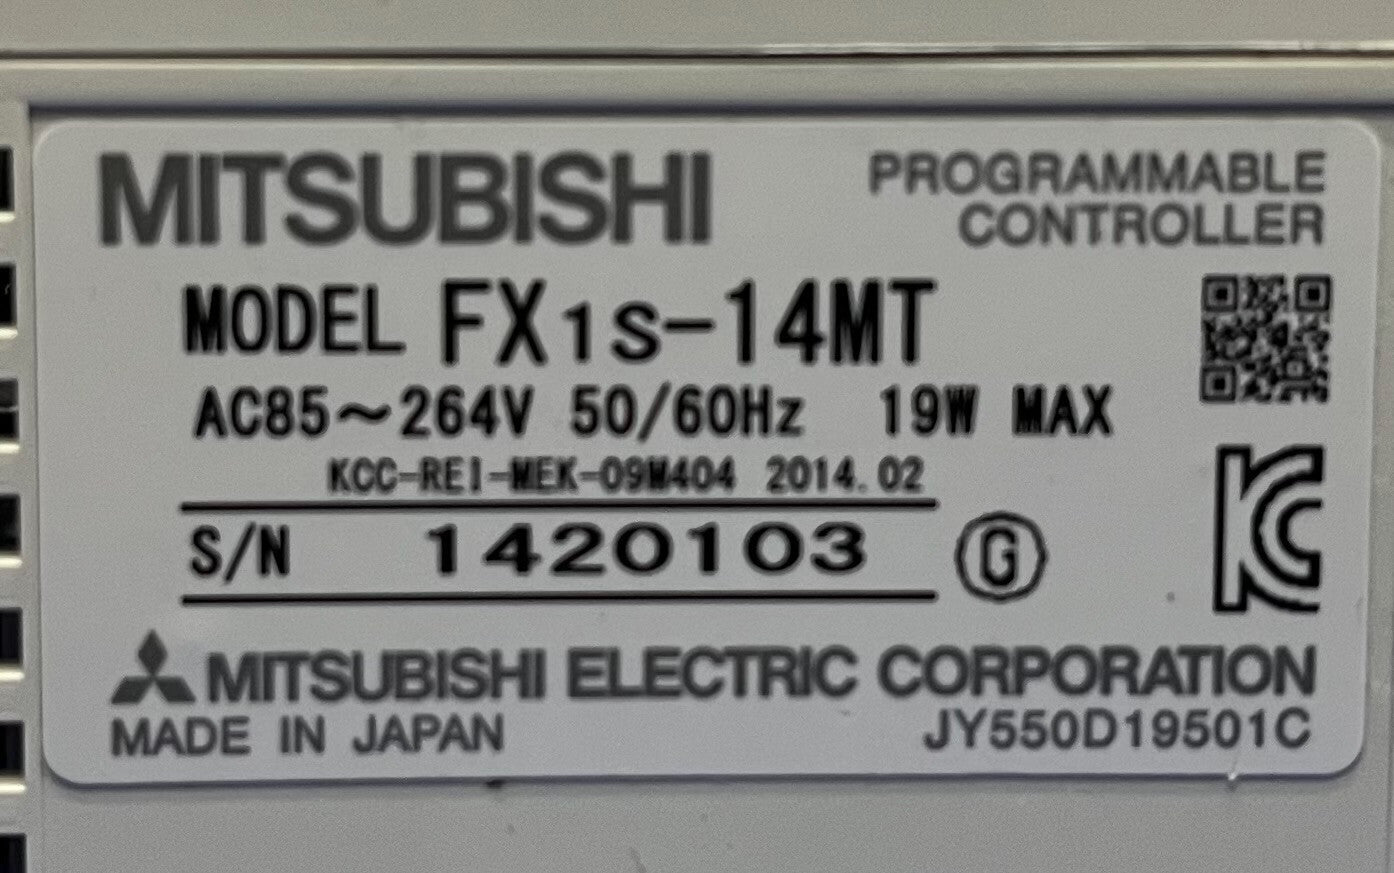 MITSUBISHI
PROGRAMMABLE
CONTROLLER
MODEL FX1S-14MT
AC85～264V 50/60Hz 19W MAX
KCC-REI-MEK-09M404 2014.02
S/N 1420103 G
KC
MITSUBISHI ELECTRIC CORPORATION
MADE IN JAPAN JY550D19501C